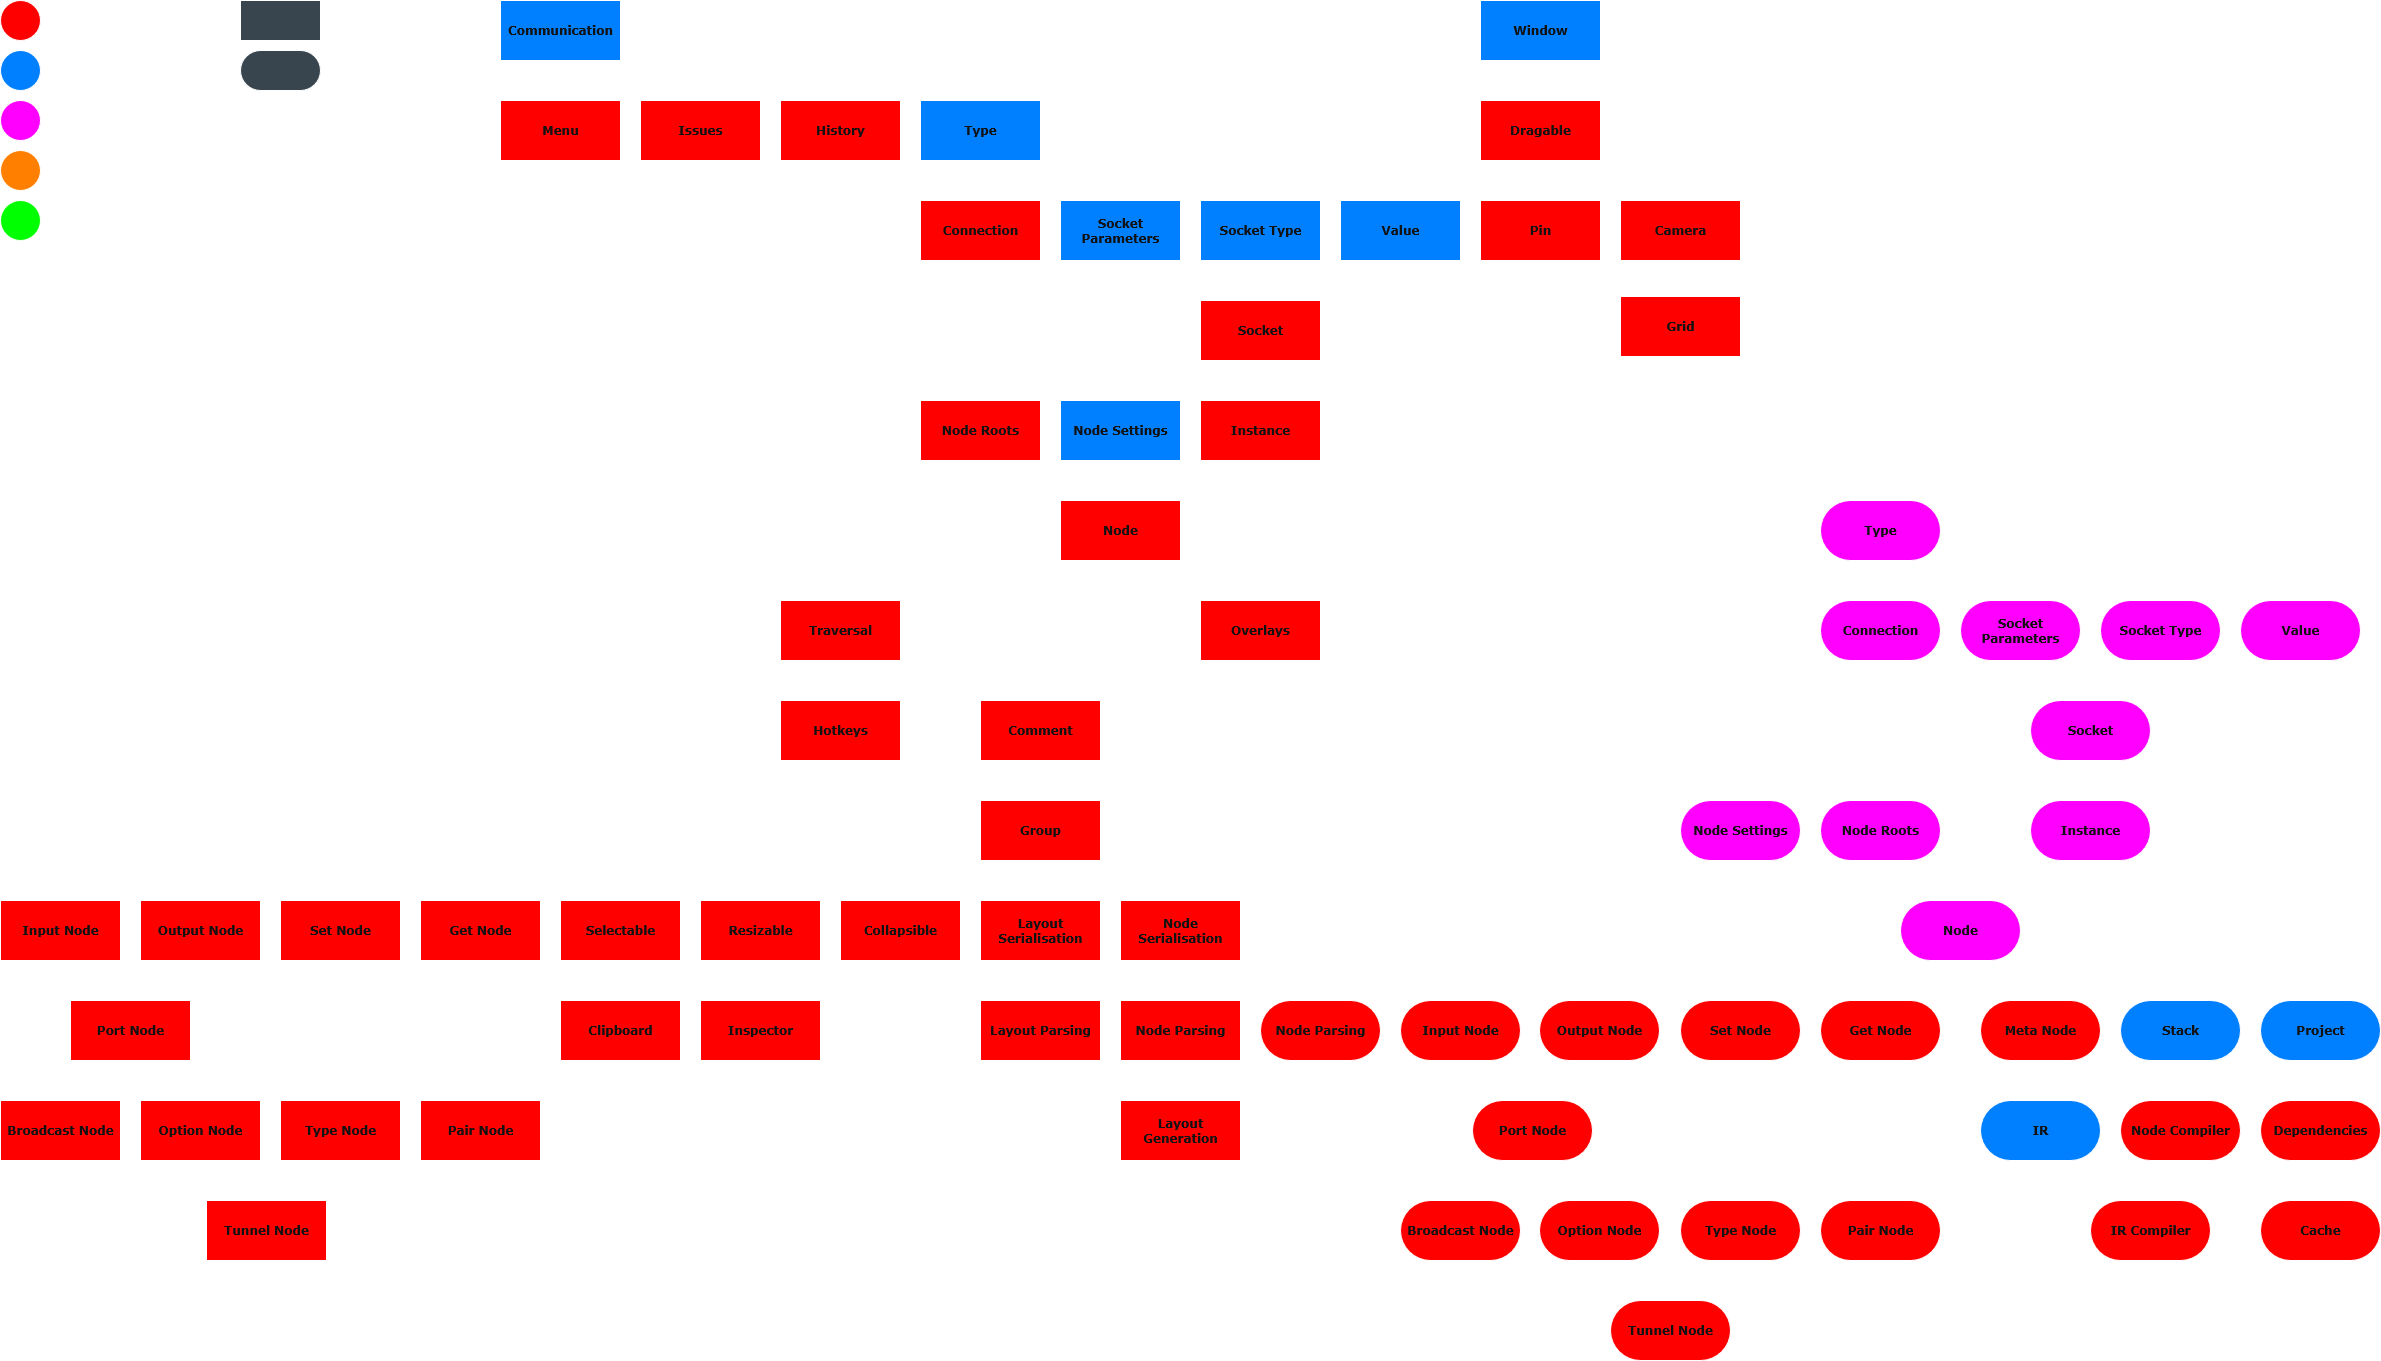 Communication
Window
Menu
Issues
History
Type
Dragable
Connection
Socket
Parameters
Socket Type
Value
Pin
Camera
Socket
Grid
Node Roots
Node Settings
Instance
Node
Type
Traversal
Overlays
Connection
Socket
Parameters
Socket Type
Value
Hotkeys
Comment
Socket
Group
Node Settings
Node Roots
Instance
Input Node
Output Node
Set Node
Get Node
Selectable
Resizable
Collapsible
Layout
Serialisation
Node
Serialisation
Node
Port Node
Clipboard
Inspector
Layout Parsing
Node Parsing
Node Parsing
Input Node
Output Node
Set Node
Get Node
Meta Node
Stack
Project
Broadcast Node
Option Node
Type Node
Pair Node
Layout
Generation
Port Node
IR
Node Compiler
Dependencies
Tunnel Node
Broadcast Node
Option Node
Type Node
Pair Node
IR Compiler
Cache
Tunnel Node